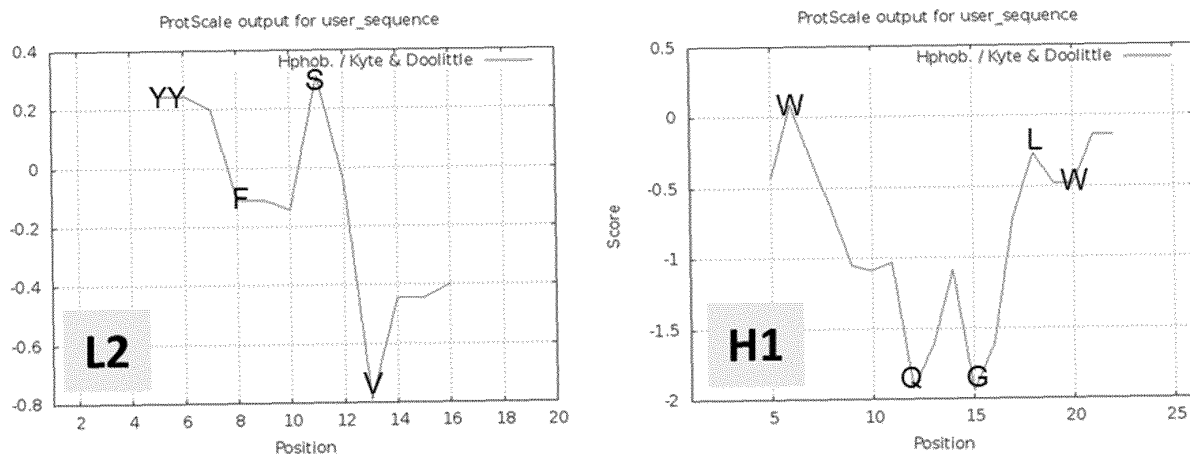 ProtScale output for user_sequence
Hphob. / Kyte & Doolittle
0.4
0.2
0
-0.2
-0.4
-0.6
-0.8
YY
F
S
V
L2
2 4 6 8 10 12 14 16 18 20
Position
ProtScale output for user_sequence
Hphob. / Kyte & Doolittle
Score
0.5
0
-0.5
-1
-1.5
-2
W
Q
G
L
W
H1
5 10 15 20 25
Position